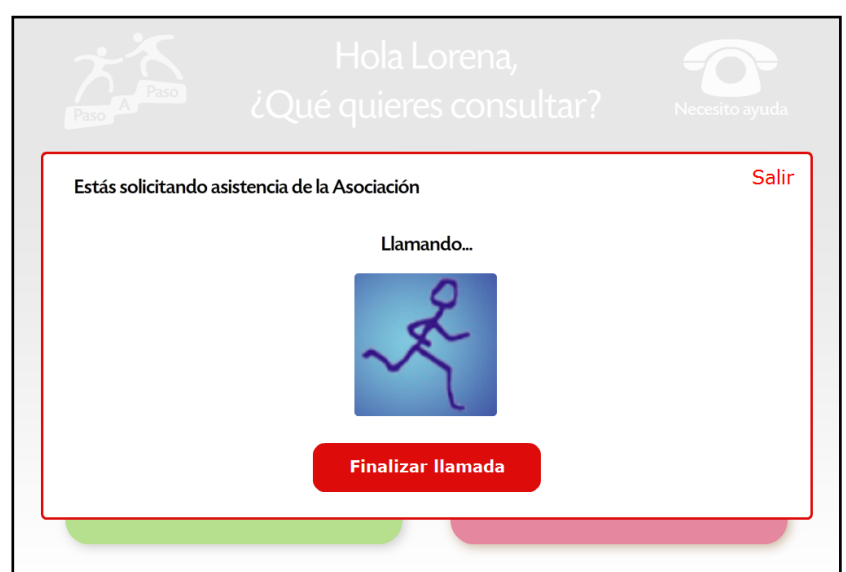 Paso A Paso
Hola Lorena,
¿Qué quieres consultar?
Necesito ayuda
Estás solicitando asistencia de la Asociación
Salir
Llamando...
Finalizar llamada